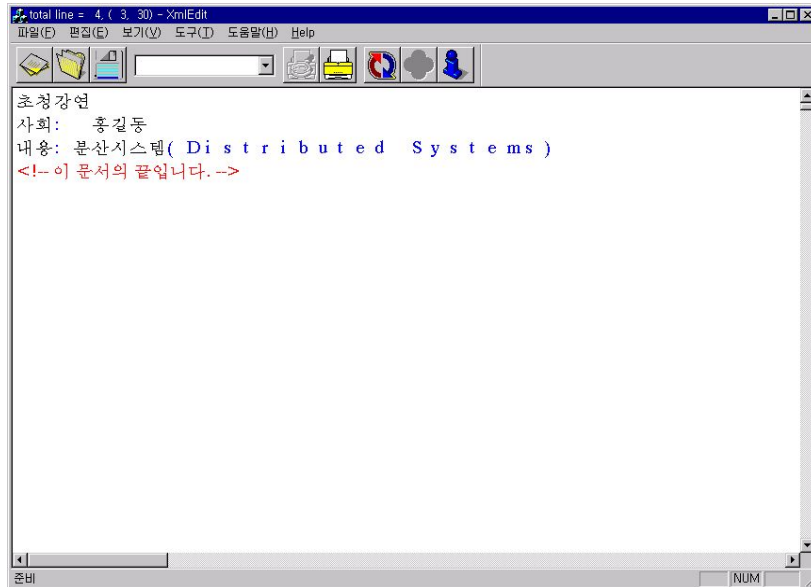 total line = 4, ( 3, 30) - XmlEdit
파일(F) 편집(E) 보기(V) 도구(T) 도움말(H) Help
초청강연
사회: 홍길동
내용: 분산시스템( Distributed Systems )
<!-- 이 문서의 끝입니다. -->
준비 NUM